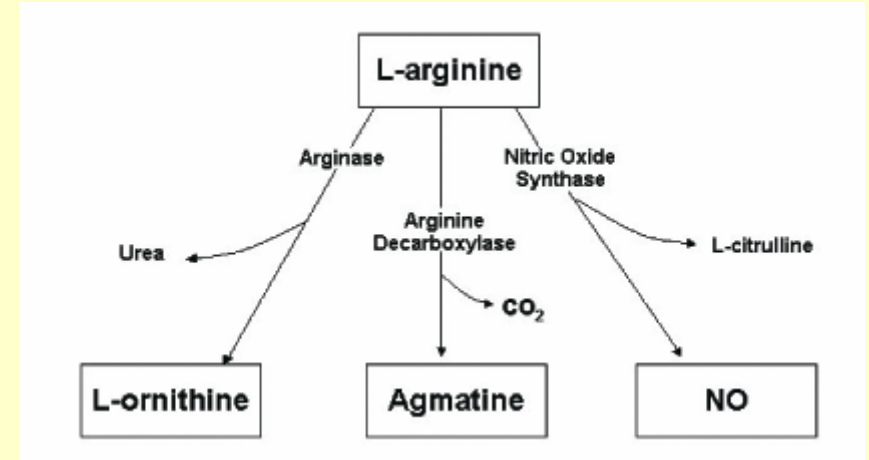 L-arginine
Arginase
Nitric Oxide
Synthase
Arginine
Decarboxylase
Urea
L-citrulline
CO₂
L-ornithine
Agmatine
NO